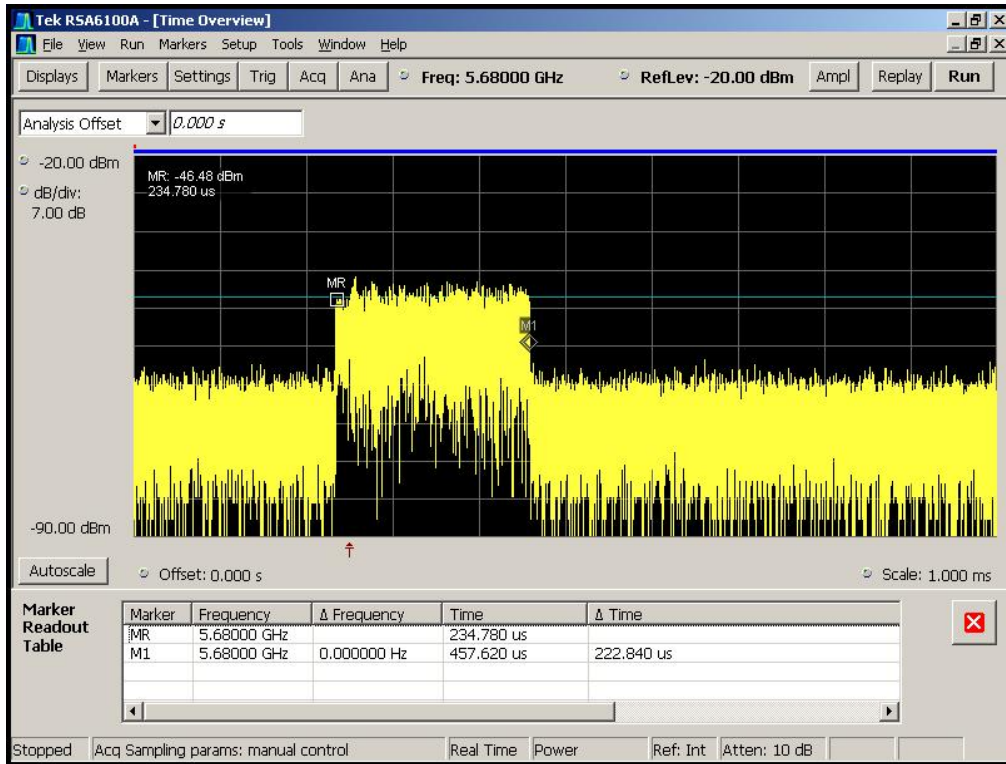 Tek RSA6100A - [Time Overview]
File View Run Markers Setup Tools Window Help
Displays Markers Settings Trig Acq Ana Freq: 5.68000 GHz RefLev: -20.00 dBm Ampl Replay Run
Analysis Offset 0.000 s
-20.00 dBm
dB/div:
7.00 dB
MR: -46.48 dBm
234.780 us
MR
M1
-90.00 dBm
T
Autoscale Offset: 0.000 s Scale: 1.000 ms
Marker Readout Table
Marker Frequency Δ Frequency Time Δ Time
MR 5.68000 GHz 234.780 us
M1 5.68000 GHz 0.000000 Hz 457.620 us 222.840 us
Stopped Acq Sampling params: manual control Real Time Power Ref: Int Atten: 10 dB